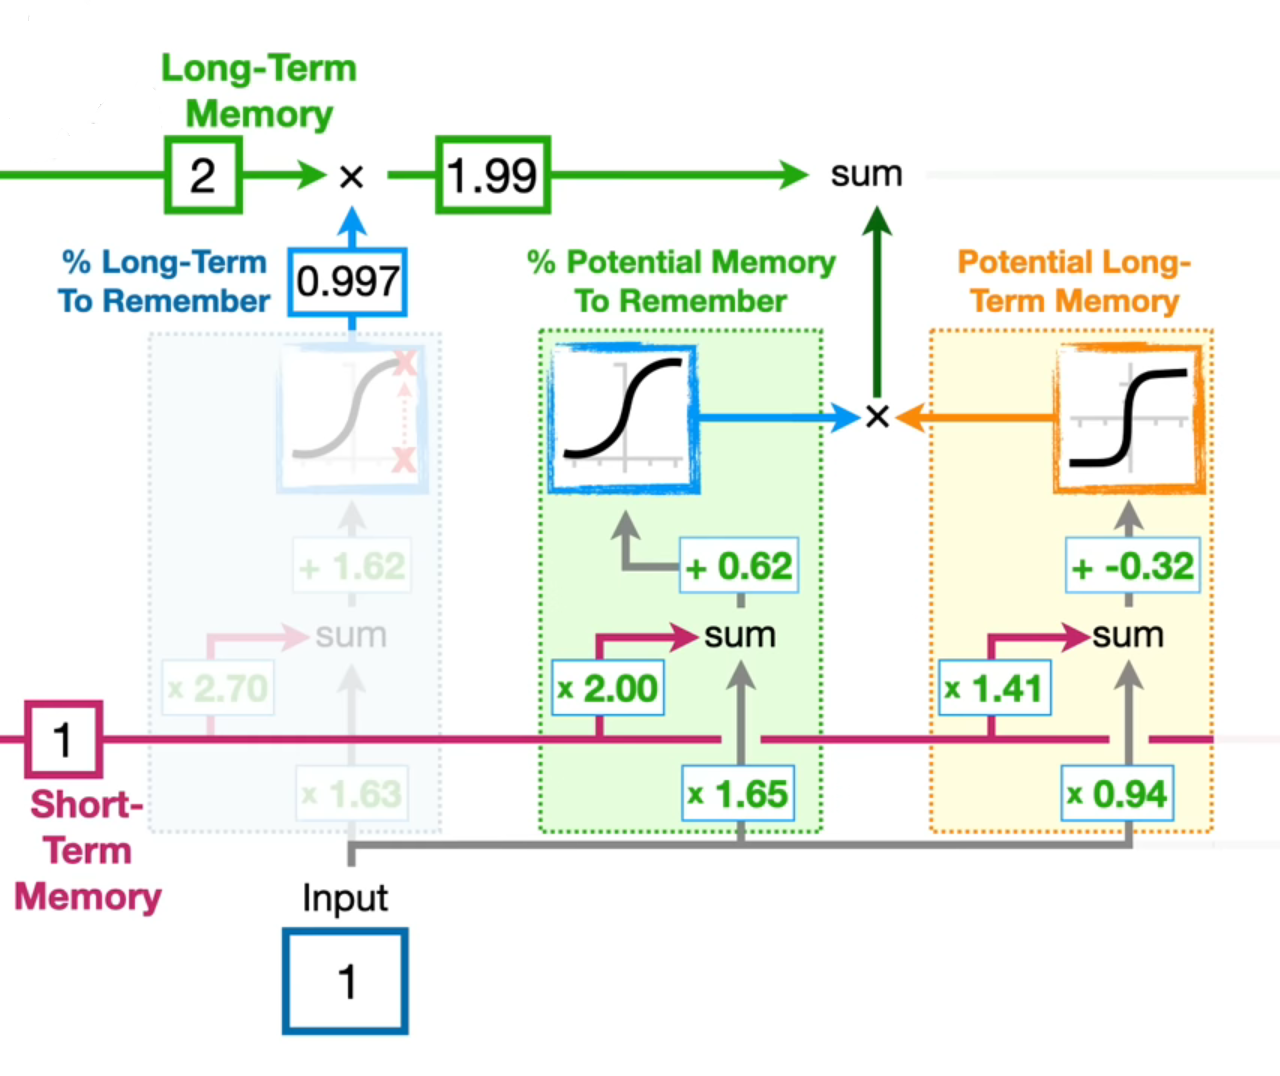 Long-Term
Memory
2
×
1.99
sum
% Long-Term
To Remember
0.997
% Potential Memory
To Remember
Potential Long-
Term Memory
X
X
×
+ 1.62
+ 0.62
+ -0.32
sum
sum
sum
x 2.70
x 2.00
x 1.41
1
Short-
Term
Memory
x 1.63
x 1.65
x 0.94
Input
1